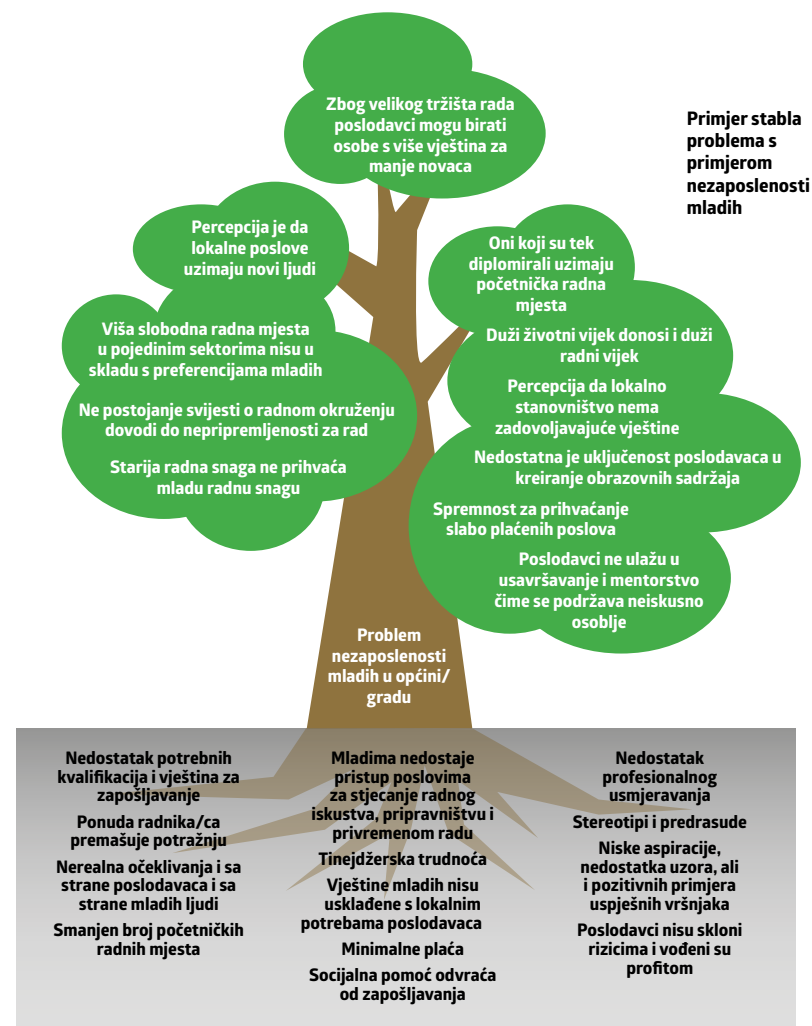 Primjer stabla
problema s
primjerom
nezaposlenosti
mladih
Zbog velikog tržišta rada
poslodavci mogu birati
osobe s više vještina za
manje novaca
Percepcija je da
lokalne poslove
uzimaju novi ljudi
Viša slobodna radna mjesta
u pojedinim sektorima nisu u
skladu s preferencijama mladih
Ne postojanje svijesti o radnom okruženju
dovodi do nepripremljenosti za rad
Starija radna snaga ne prihvaća
mladu radnu snagu
Oni koji su tek
diplomirali uzimaju
početnička radna
mjesta
Duži životni vijek donosi i duži
radni vijek
Percepcija da lokalno
stanovništvo nema
zadovoljavajuće vještine
Nedostatna je uključenost poslodavaca u
kreiranje obrazovnih sadržaja
Spremnost za prihvaćanje
slabo plaćenih poslova
Poslodavci ne ulažu u
usavršavanje i mentorstvo
čime se podržava neiskusno
osoblje
Problem
nezaposlenosti
mladih u općini/
gradu
Nedostatak potrebnih
kvalifikacija i vještina za
zapošljavanje
Ponuda radnika/ca
premašuje potražnju
Nerealna očeklivanja i sa
strane poslodavaca i sa
strane mladih ljudi
Smanjen broj početničkih
radnih mjesta
Mladima nedostaje
pristup poslovima
za stjecanje radnog
iskustva, pripravništvu i
privremenom radu
Tinejdžerska trudnoća
Vještine mladih nisu
usklađene s lokalnim
potrebama poslodavaca
Minimalne plaća
Socijalna pomoć odvraća
od zapošljavanja
Nedostatak
profesionalnog
usmjeravanja
Stereotipi i predrasude
Niske aspiracije,
nedostatka uzora, ali
i pozitivnih primjera
uspješnih vršnjaka
Poslodavci nisu skloni
rizicima i vođeni su
profitom